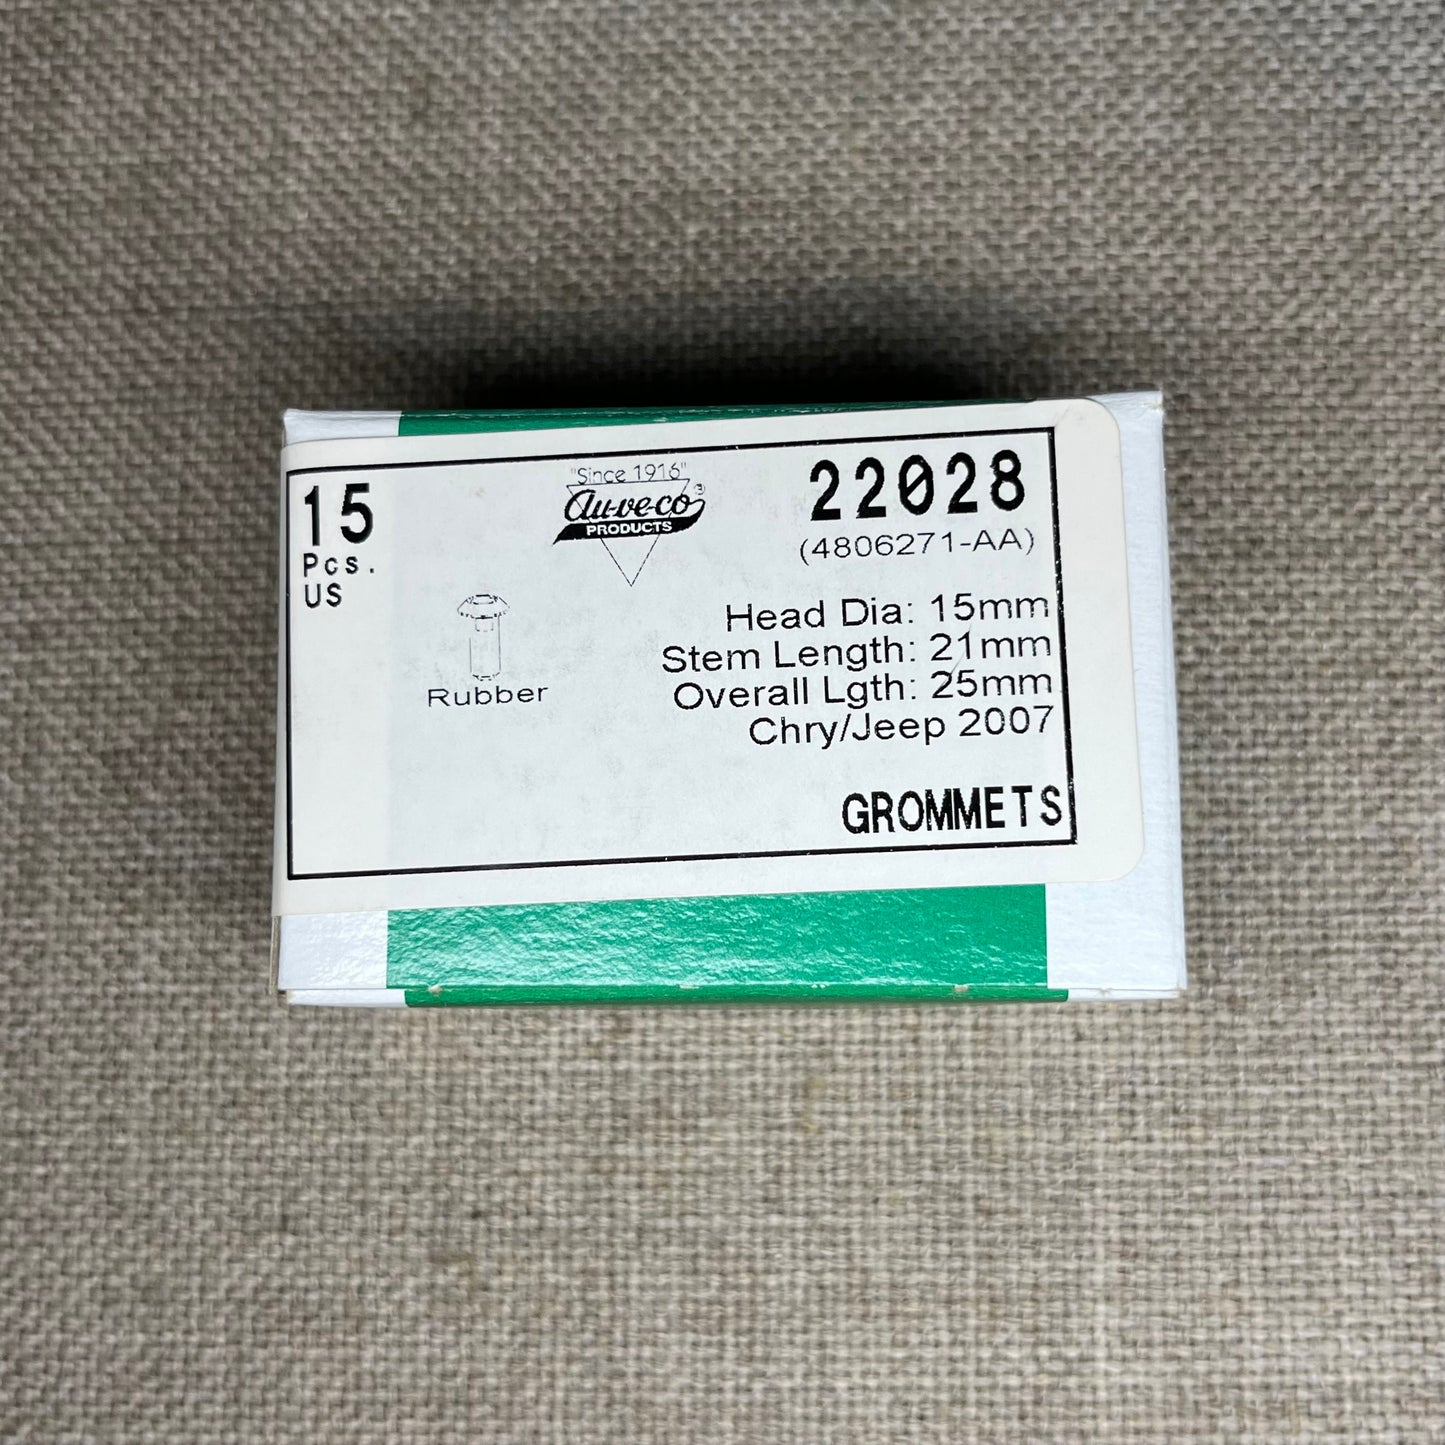 15
Pcs.
US
"Since 1916"
Au-ve-co®
PRODUCTS
22028
(4806271-AA)
Rubber
Head Dia: 15mm
Stem Length: 21mm
Overall Lgth: 25mm
Chry/Jeep 2007
GROMMETS